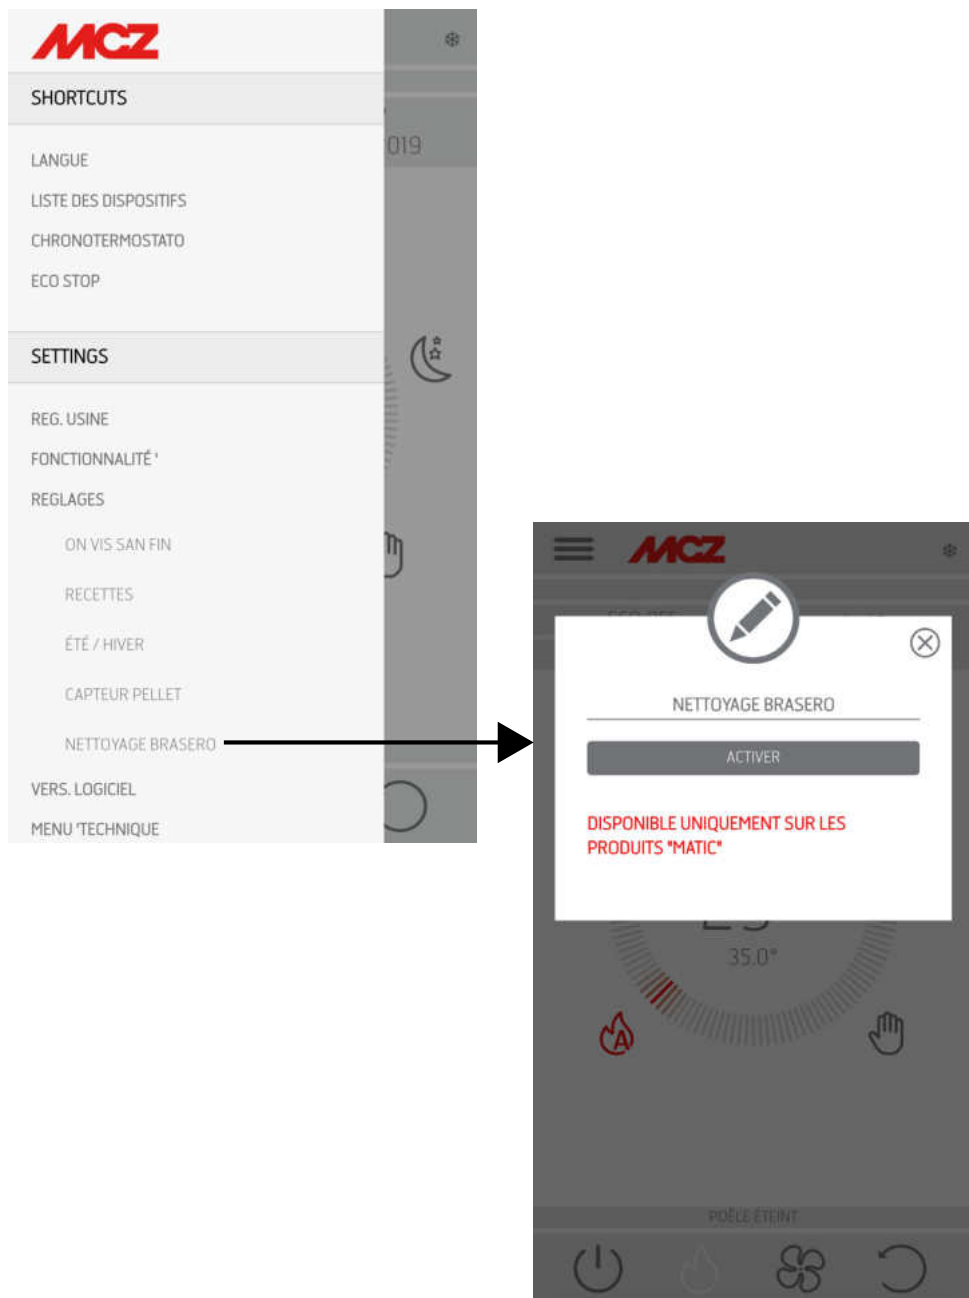 MCZ
SHORTCUTS
019
LANGUE
LISTE DES DISPOSITIFS
CHRONOTERMOSTATO
ECO STOP
SETTINGS
REG. USINE
FONCTIONNALITÉ '
REGLAGES
ON VIS SAN FIN
RECETTES
ÉTÉ / HIVER
CAPTEUR PELLET
NETTOYAGE BRASERO
VERS. LOGICIEL
MENU 'TECHNIQUE
MCZ
NETTOYAGE BRASERO
ACTIVER
DISPONIBLE UNIQUEMENT SUR LES
PRODUITS "MATIC"
35.0°
A
POÊLE ÉTEINT